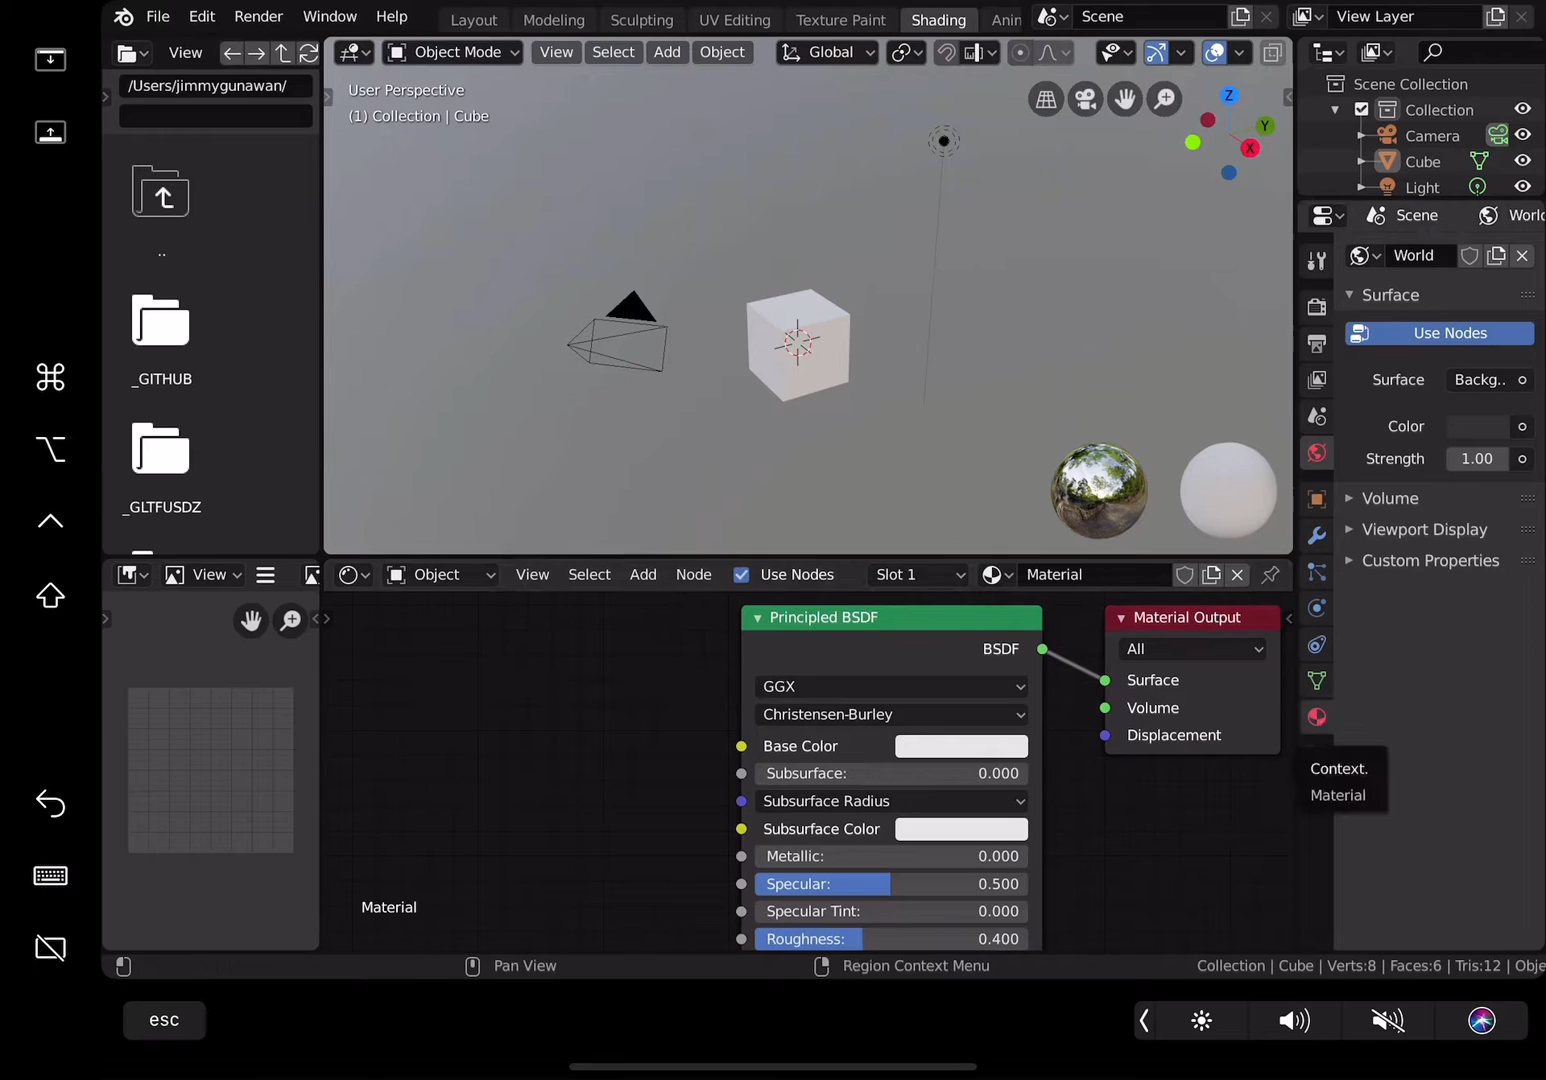 File Edit Render Window Help
Layout Modeling Sculpting UV Editing Texture Paint Shading Anin
Scene
View Layer
View
Object Mode
View Select Add Object
Global
/Users/jimmygunawan/
User Perspective
(1) Collection | Cube
Z
Y
X
Scene Collection
Collection
Camera
Cube
Light
..
_GITHUB
_GLTFUSDZ
Scene
World
World
Surface
Use Nodes
Surface Backg..
Color
Strength 1.00
Volume
Viewport Display
Custom Properties
View
Object
View Select Add Node Use Nodes
Slot 1
Material
Principled BSDF
BSDF
GGX
Christensen-Burley
Base Color
Subsurface: 0.000
Subsurface Radius
Subsurface Color
Metallic: 0.000
Specular: 0.500
Specular Tint: 0.000
Roughness: 0.400
Material Output
All
Surface
Volume
Displacement
Context.
Material
Material
Pan View
Region Context Menu
Collection | Cube | Verts:8 | Faces:6 | Tris:12 | Obje
esc